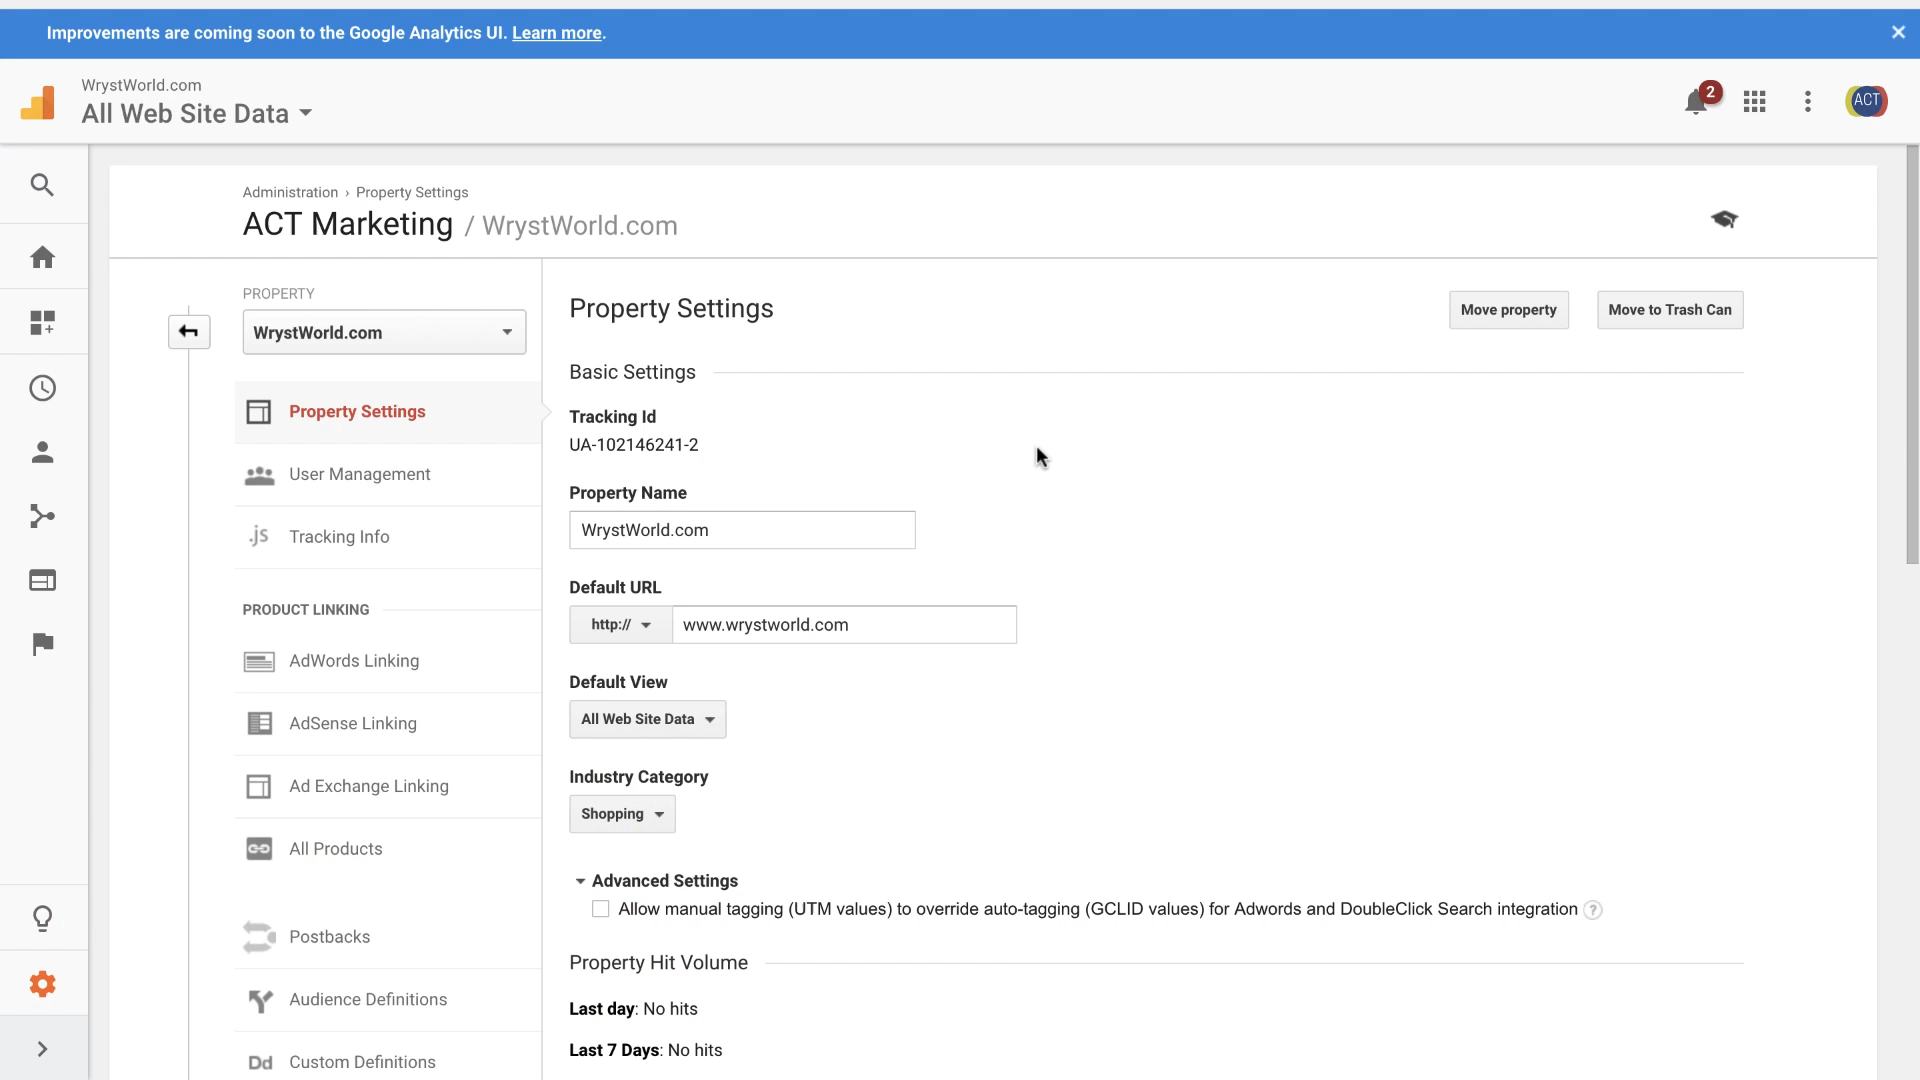 Improvements are coming soon to the Google Analytics UI. Learn more.
WrystWorld.com
All Web Site Data
2
ACT
Administration › Property Settings
ACT Marketing / WrystWorld.com
PROPERTY
WrystWorld.com
Property Settings
User Management
.js Tracking Info
PRODUCT LINKING
AdWords Linking
AdSense Linking
Ad Exchange Linking
All Products
Postbacks
Audience Definitions
Dd Custom Definitions
Property Settings
Move property
Move to Trash Can
Basic Settings
Tracking Id
UA-102146241-2
Property Name
WrystWorld.com
Default URL
http:// www.wrystworld.com
Default View
All Web Site Data
Industry Category
Shopping
Advanced Settings
Allow manual tagging (UTM values) to override auto-tagging (GCLID values) for Adwords and DoubleClick Search integration ?
Property Hit Volume
Last day: No hits
Last 7 Days: No hits